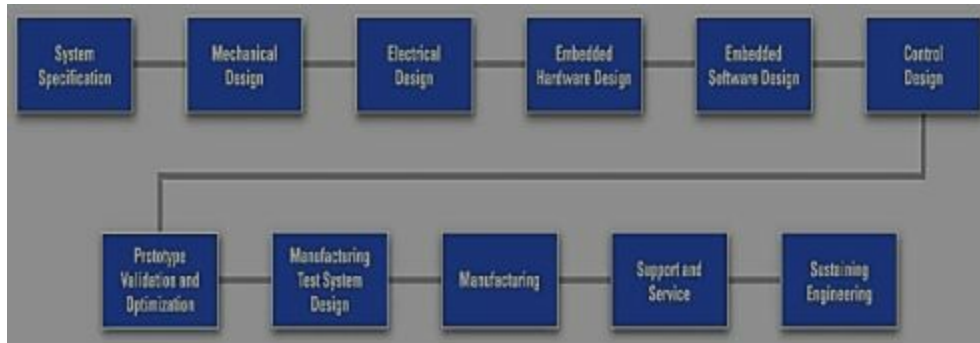 System
Specification
Mechanical
Design
Electrical
Design
Embedded
Hardware Design
Embedded
Software Design
Control
Design
Prototype
Validation and
Optimization
Manufacturing
Test System
Design
Manufacturing
Support and
Service
Sustaining
Engineering